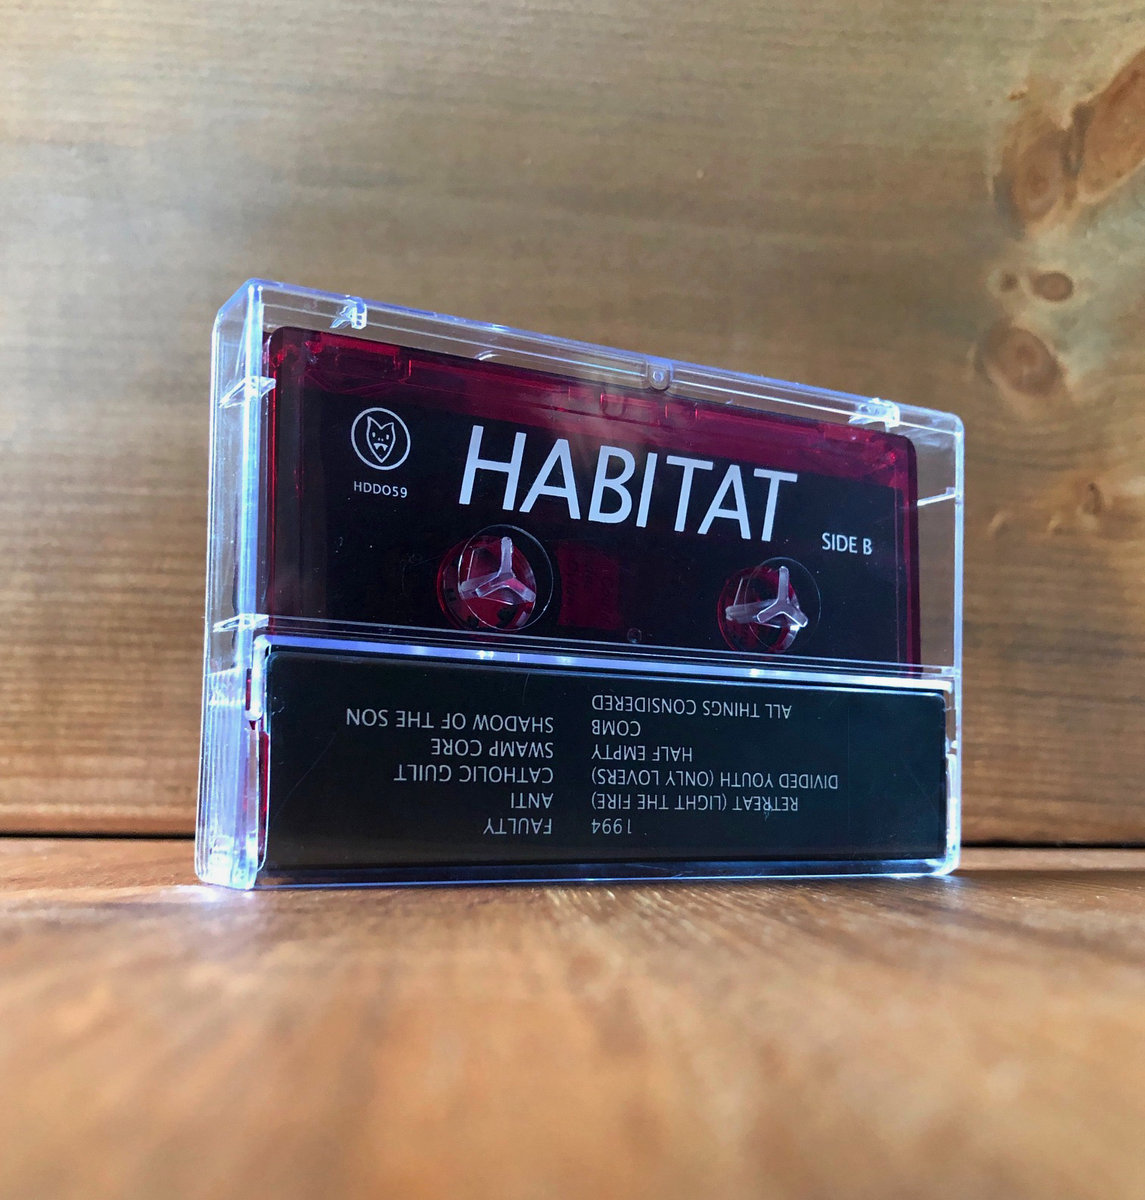 HDD059
HABITAT
SIDE B
1994
RETREAT (LIGHT THE FIRE)
DIVIDED YOUTH (ONLY LOVERS)
HALF EMPTY
COMB
ALL THINGS CONSIDERED
FAULTY
ANTI
CATHOLIC GUILT
SWAMP CORE
SHADOW OF THE SON